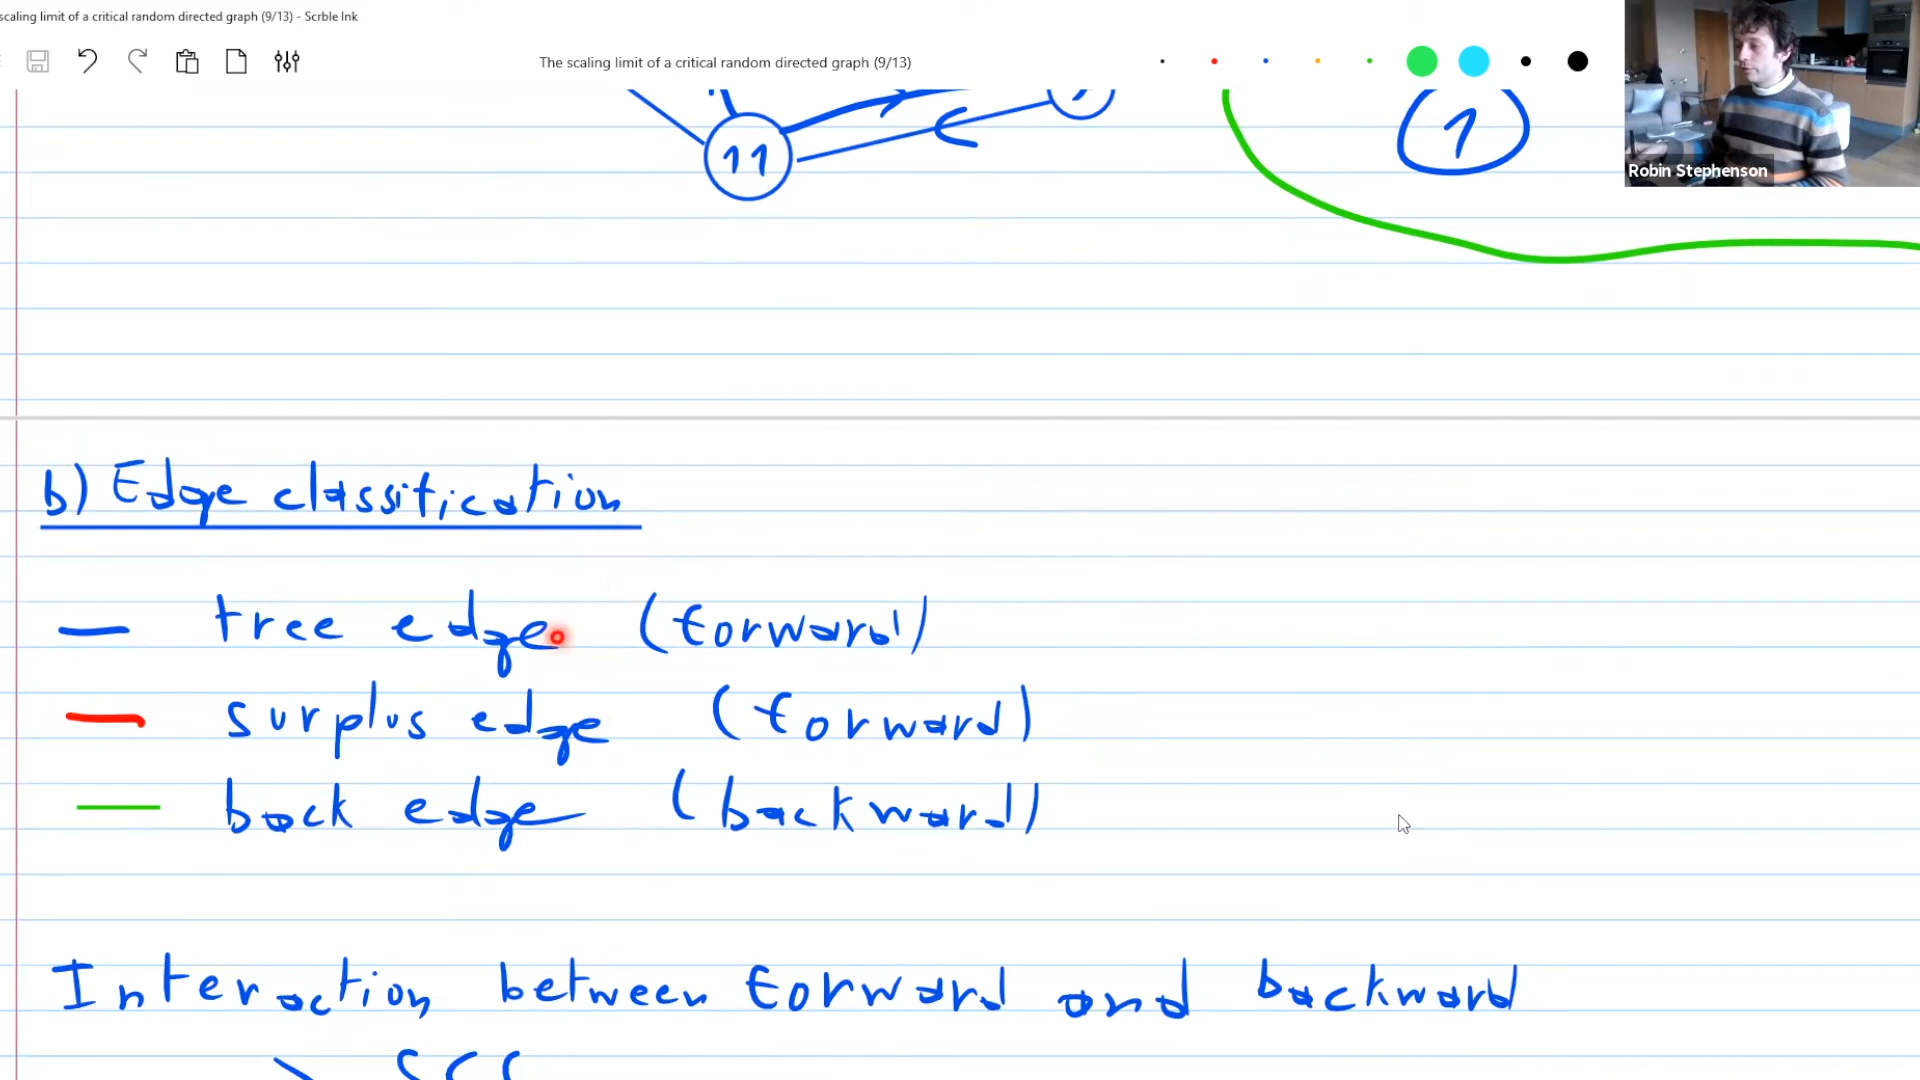 scaling limit of a critical random directed graph (9/13) - Scrble Ink
The scaling limit of a critical random directed graph (9/13)
11
1
Robin Stephenson
b) Edge classification
— tree edge (forward)
— surplus edge (forward)
— back edge (backward)
Interaction between forward and backward
SCC